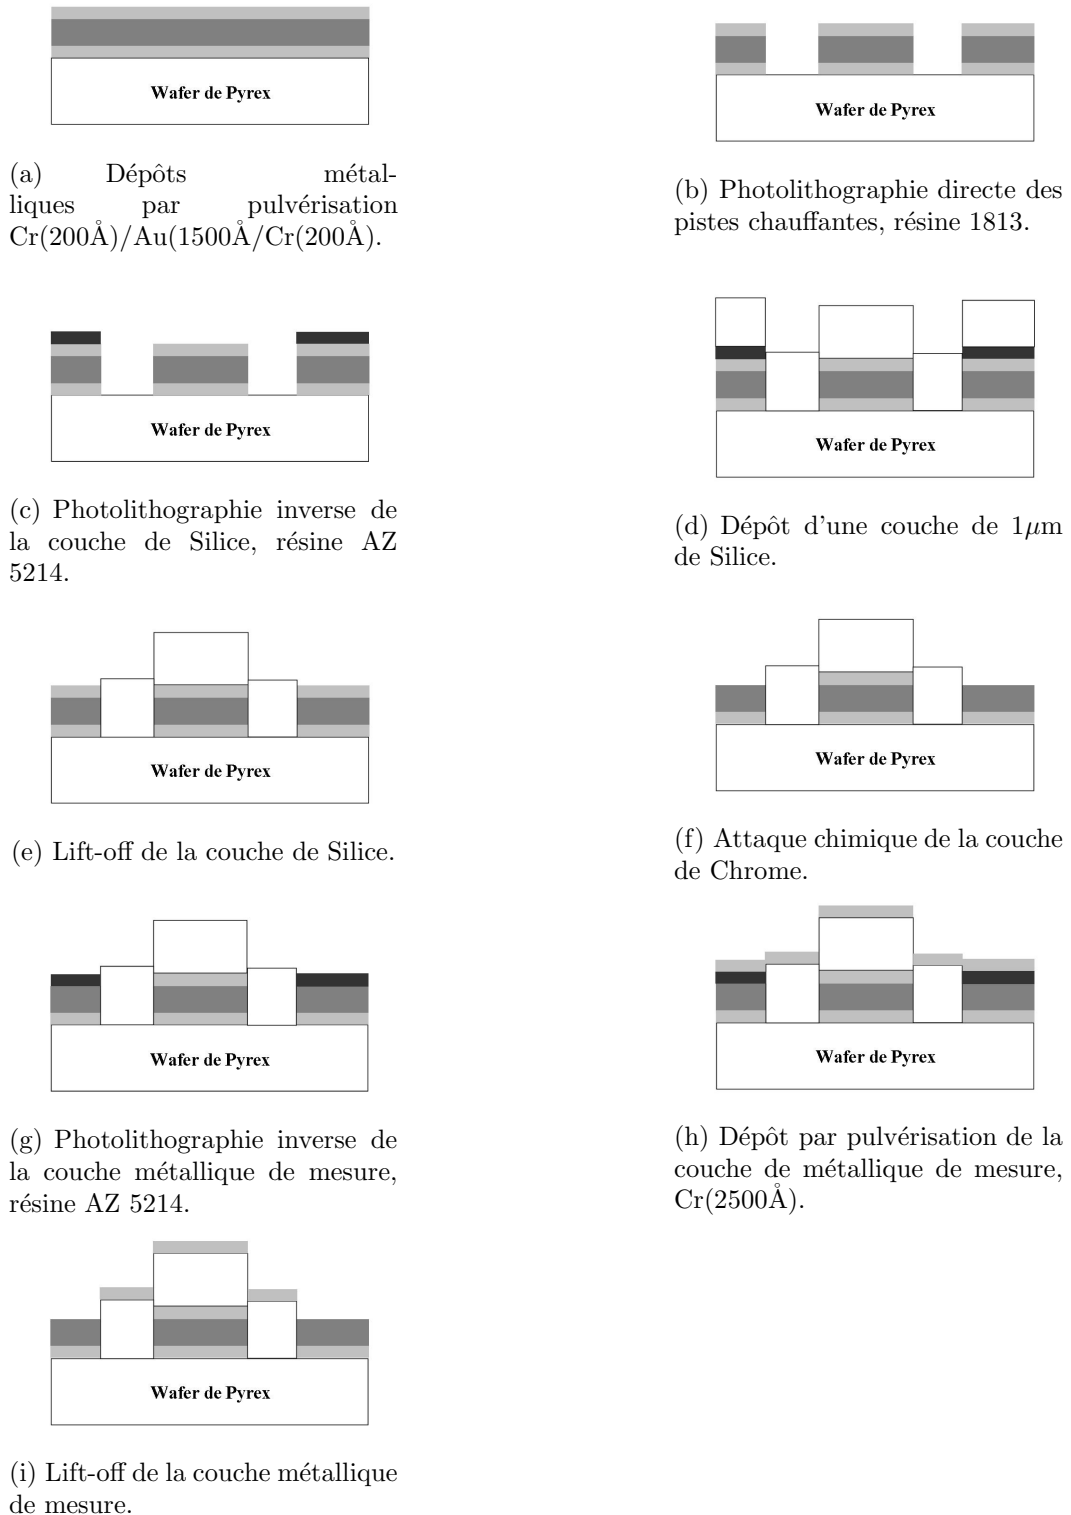 Wafer de Pyrex
(a) Dépôts métal-
liques par pulvérisation
Cr(200Å)/Au(1500Å/Cr(200Å).
Wafer de Pyrex
(b) Photolithographie directe des
pistes chauffantes, résine 1813.
Wafer de Pyrex
(c) Photolithographie inverse de
la couche de Silice, résine AZ
5214.
Wafer de Pyrex
(d) Dépôt d'une couche de 1μm
de Silice.
Wafer de Pyrex
(e) Lift-off de la couche de Silice.
Wafer de Pyrex
(f) Attaque chimique de la couche
de Chrome.
Wafer de Pyrex
(g) Photolithographie inverse de
la couche métallique de mesure,
résine AZ 5214.
Wafer de Pyrex
(h) Dépôt par pulvérisation de la
couche de métallique de mesure,
Cr(2500Å).
Wafer de Pyrex
(i) Lift-off de la couche métallique
de mesure.